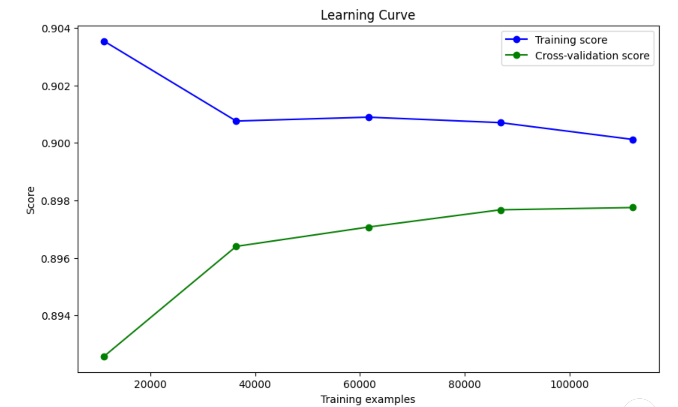 Learning Curve
Training score
Cross-validation score
0.904
0.902
0.900
0.898
0.896
0.894
Score
20000
40000
60000
80000
100000
Training examples